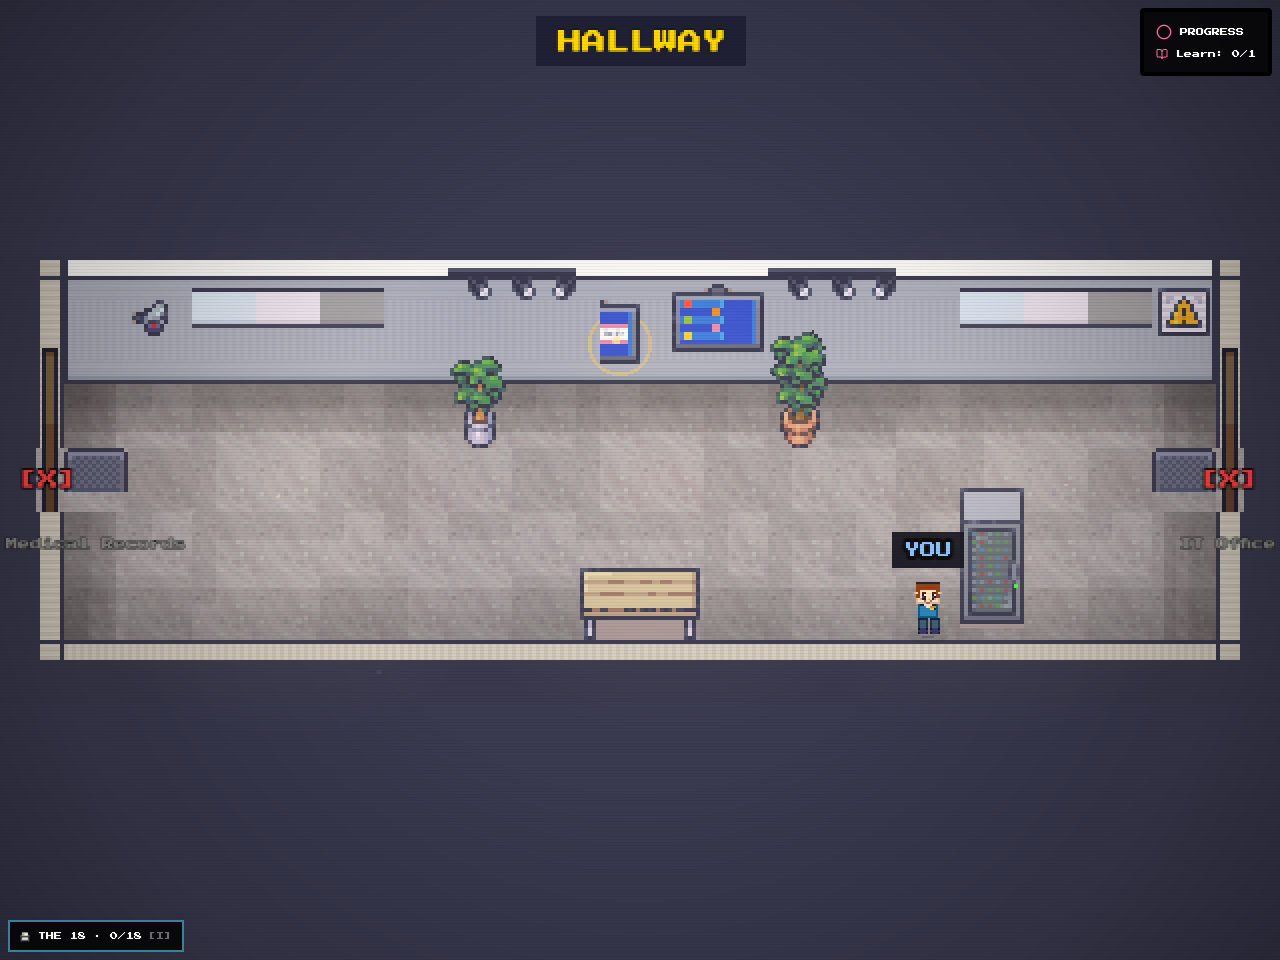 HALLWAY
PROGRESS
Learn: 0/1
[X]
[X]
Medical Records
IT Office
YOU
THE 18 · 0/18 [I]